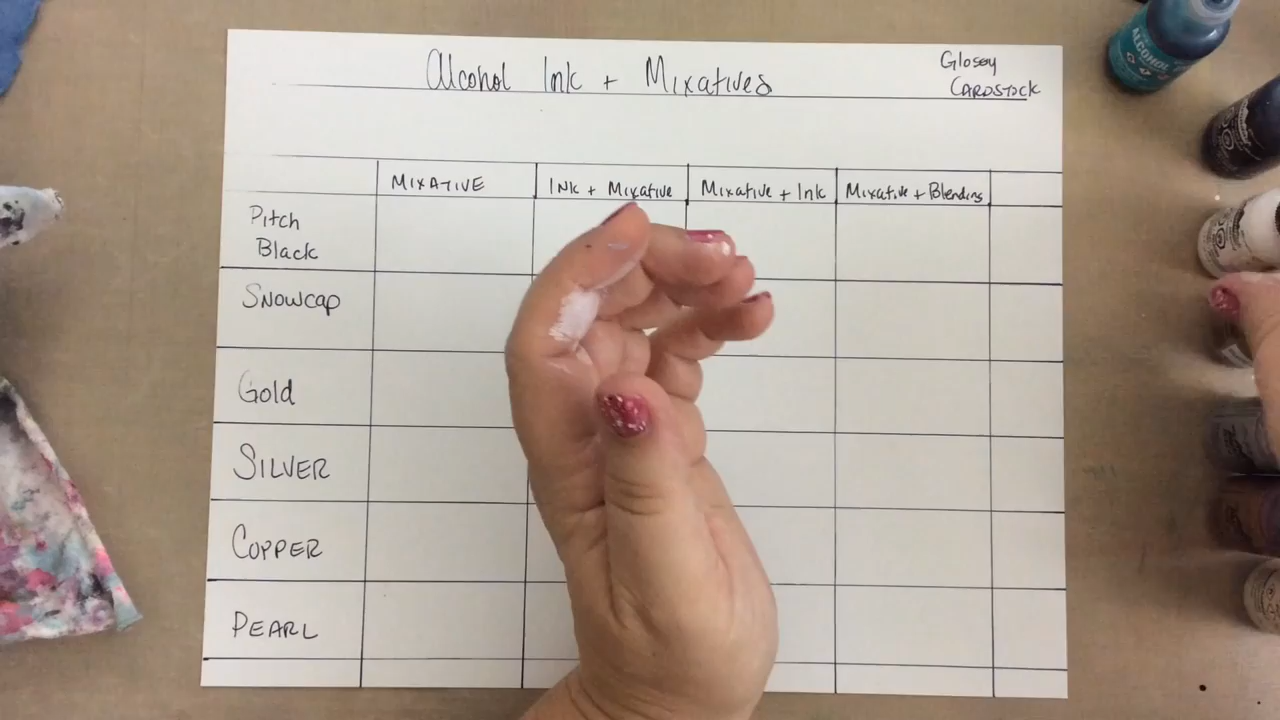 Alcohol Ink + Mixatives
Glossy
CARDSTOCK
MIXATIVE
INK + Mixative
Mixative + Ink
Mixative + Blending
Pitch
Black
SNOWCAP
Gold
SILVER
COPPER
PEARL
ALCOHOL